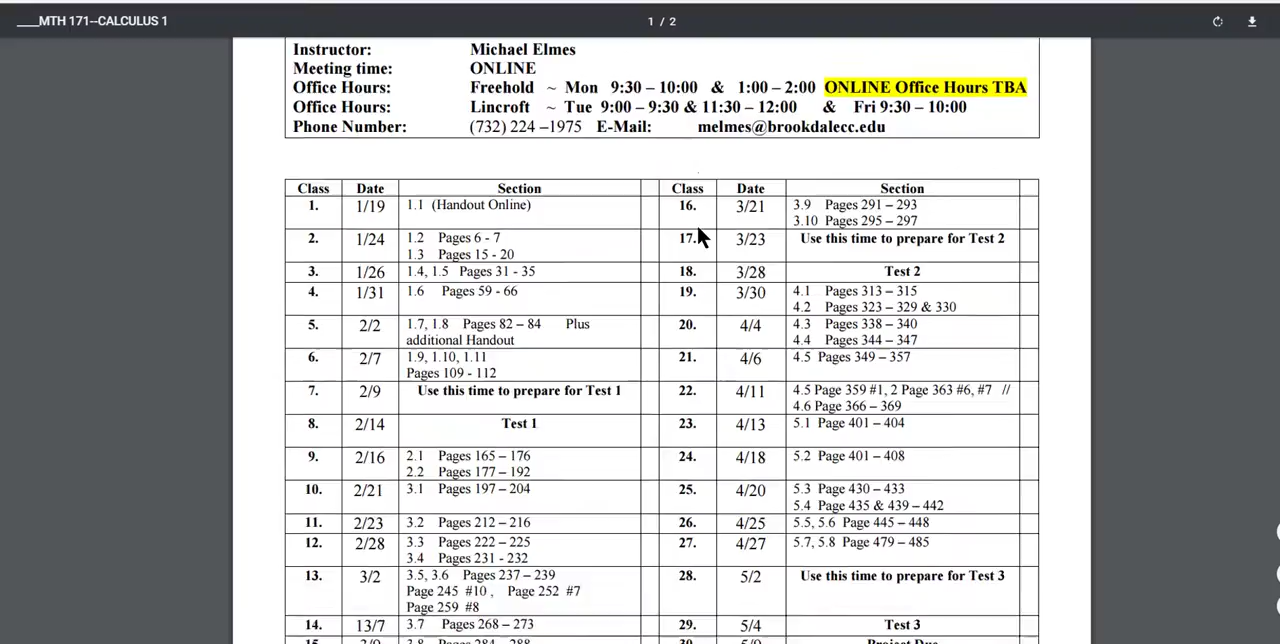 ___MTH 171--CALCULUS 1
1 / 2
Instructor: Michael Elmes
Meeting time: ONLINE
Office Hours: Freehold ~ Mon 9:30 – 10:00 & 1:00 – 2:00 ONLINE Office Hours TBA
Office Hours: Lincroft ~ Tue 9:00 – 9:30 & 11:30 – 12:00 & Fri 9:30 – 10:00
Phone Number: (732) 224 –1975 E-Mail: melmes@brookdalecc.edu
Class Date Section
1. 1/19 1.1 (Handout Online)
2. 1/24 1.2 Pages 6 - 7
1.3 Pages 15 - 20
3. 1/26 1.4, 1.5 Pages 31 - 35
4. 1/31 1.6 Pages 59 - 66
5. 2/2 1.7, 1.8 Pages 82 – 84 Plus
additional Handout
6. 2/7 1.9, 1.10, 1.11
Pages 109 - 112
7. 2/9 Use this time to prepare for Test 1
8. 2/14 Test 1
9. 2/16 2.1 Pages 165 – 176
2.2 Pages 177 – 192
10. 2/21 3.1 Pages 197 – 204
11. 2/23 3.2 Pages 212 – 216
12. 2/28 3.3 Pages 222 – 225
3.4 Pages 231 - 232
13. 3/2 3.5, 3.6 Pages 237 – 239
Page 245 #10 , Page 252 #7
Page 259 #8
14. 13/7 3.7 Pages 268 – 273
15. 3/9 3.8 Pages 284 – 288
Class Date Section
16. 3/21 3.9 Pages 291 – 293
3.10 Pages 295 – 297
17. 3/23 Use this time to prepare for Test 2
18. 3/28 Test 2
19. 3/30 4.1 Pages 313 – 315
4.2 Pages 323 – 329 & 330
20. 4/4 4.3 Pages 338 – 340
4.4 Pages 344 – 347
21. 4/6 4.5 Pages 349 – 357
22. 4/11 4.5 Page 359 #1, 2 Page 363 #6, #7 //
4.6 Page 366 – 369
23. 4/13 5.1 Page 401 – 404
24. 4/18 5.2 Page 401 – 408
25. 4/20 5.3 Page 430 – 433
5.4 Page 435 & 439 – 442
26. 4/25 5.5, 5.6 Page 445 – 448
27. 4/27 5.7, 5.8 Page 479 – 485
28. 5/2 Use this time to prepare for Test 3
29. 5/4 Test 3
30. 5/9 Project Due